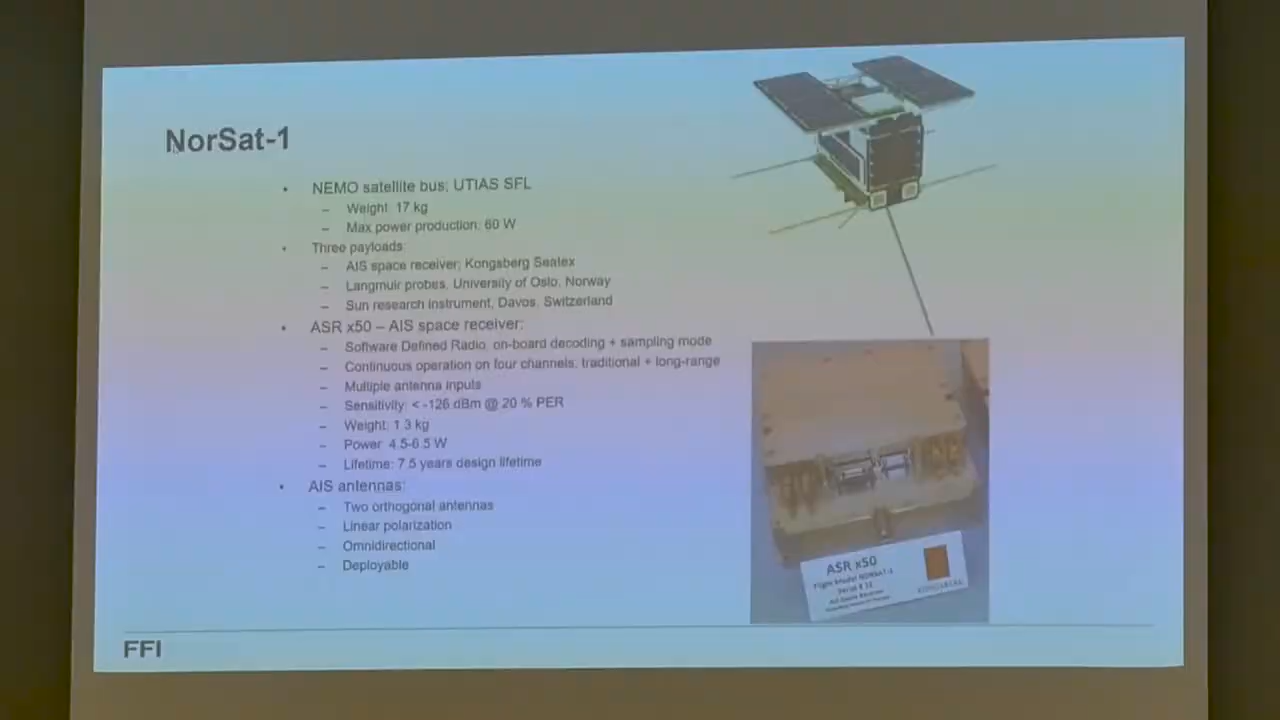 NorSat-1
• NEMO satellite bus; UTIAS SFL
– Weight: 17 kg
– Max power production: 60 W
• Three payloads:
– AIS space receiver; Kongsberg Seatex
– Langmuir probes, University of Oslo, Norway
– Sun research instrument, Davos, Switzerland
• ASR x50 – AIS space receiver:
– Software Defined Radio, on-board decoding + sampling mode
– Continuous operation on four channels, traditional + long-range
– Multiple antenna inputs
– Sensitivity: < -126 dBm @ 20 % PER
– Weight: 1.3 kg
– Power: 4.5-6.5 W
– Lifetime: 7.5 years design lifetime
• AIS antennas:
– Two orthogonal antennas
– Linear polarization
– Omnidirectional
– Deployable
ASR x50
Flight Model NORSAT-1
AIS Space Receiver
KONGSBERG
FFI